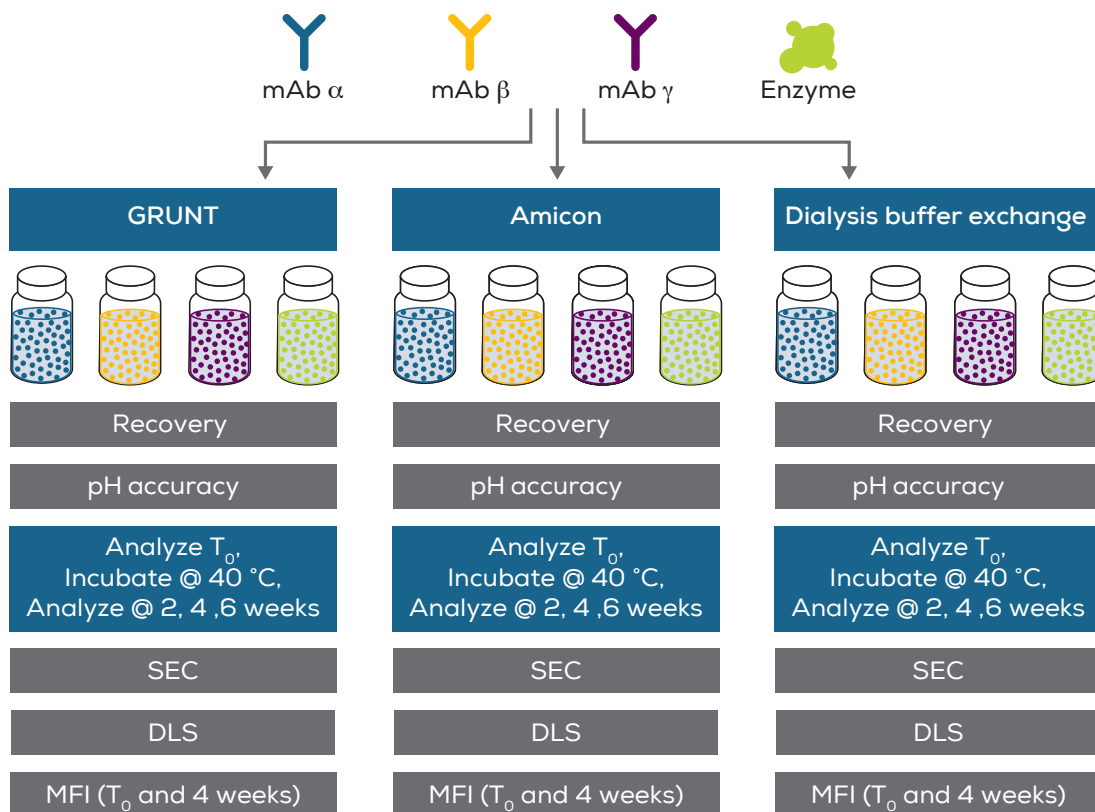 mAb α
mAb β
mAb γ
Enzyme
GRUNT
Amicon
Dialysis buffer exchange
Recovery
Recovery
Recovery
pH accuracy
pH accuracy
pH accuracy
Analyze T₀,
Incubate @ 40 °C,
Analyze @ 2, 4 ,6 weeks
Analyze T₀,
Incubate @ 40 °C,
Analyze @ 2, 4 ,6 weeks
Analyze T₀,
Incubate @ 40 °C,
Analyze @ 2, 4 ,6 weeks
SEC
SEC
SEC
DLS
DLS
DLS
MFI (T₀ and 4 weeks)
MFI (T₀ and 4 weeks)
MFI (T₀ and 4 weeks)